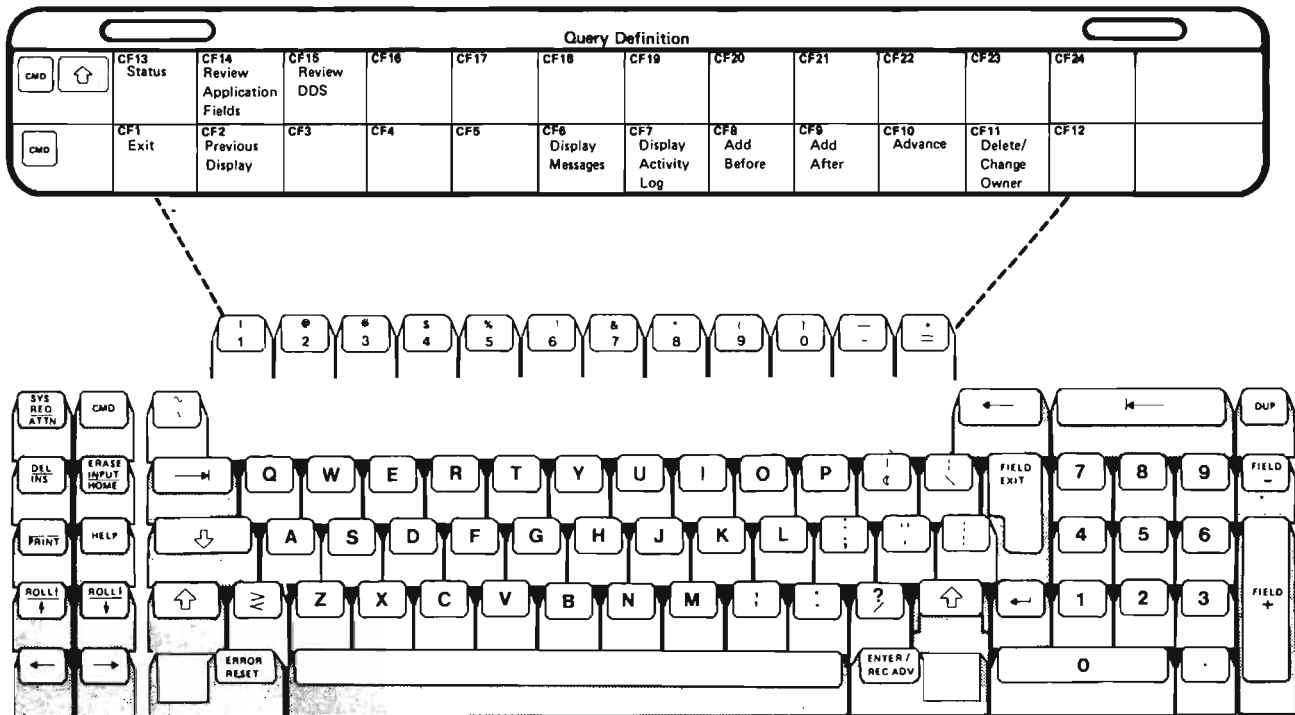 Query Definition
CMD
CF13 Status
CF14 Review Application Fields
CF15 Review DDS
CF16
CF17
CF18
CF19
CF20
CF21
CF22
CF23
CF24
CMD
CF1 Exit
CF2 Previous Display
CF3
CF4
CF5
CF6 Display Messages
CF7 Display Activity Log
CF8 Add Before
CF9 Add After
CF10 Advance
CF11 Delete/ Change Owner
CF12
1
@ 2
# 3
$ 4
% 5
6
& 7
* 8
( 9
) 0
— -
+ =
SYS REQ ATTN
CMD
~ \
DUP
DEL INS
ERASE INPUT HOME
Q W E R T Y U I O P
¢
FIELD EXIT
7 8 9
FIELD -
PRINT
HELP
A S D F G H J K L
4 5 6
ROLL
ROLL
Z X C V B N M
? /
1 2 3
FIELD +
ERROR RESET
ENTER / REC ADV
0 .